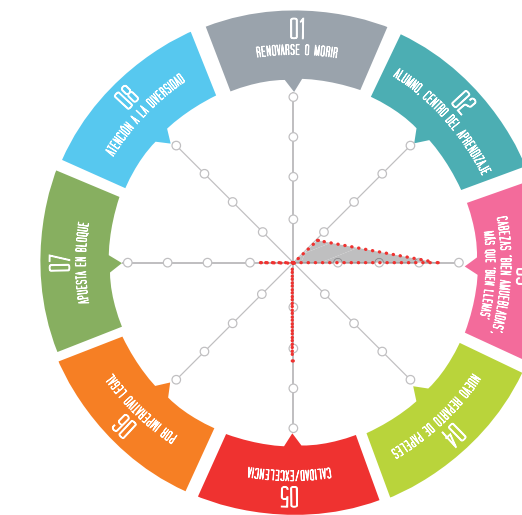 01
RENOVARSE O MORIR
02
ALUMNO, CENTRO DEL APRENDIZAJE
03
CABEZAS "BIEN AMUEBLADAS",
MÁS QUE "BIEN LLENAS".
04
NUEVO REPARTO DE PAPELES
05
CALIDAD/EXCELENCIA
06
POR IMPERATIVO LEGAL
07
APUESTA EN BLOQUE
08
ATENCIÓN A LA DIVERSIDAD